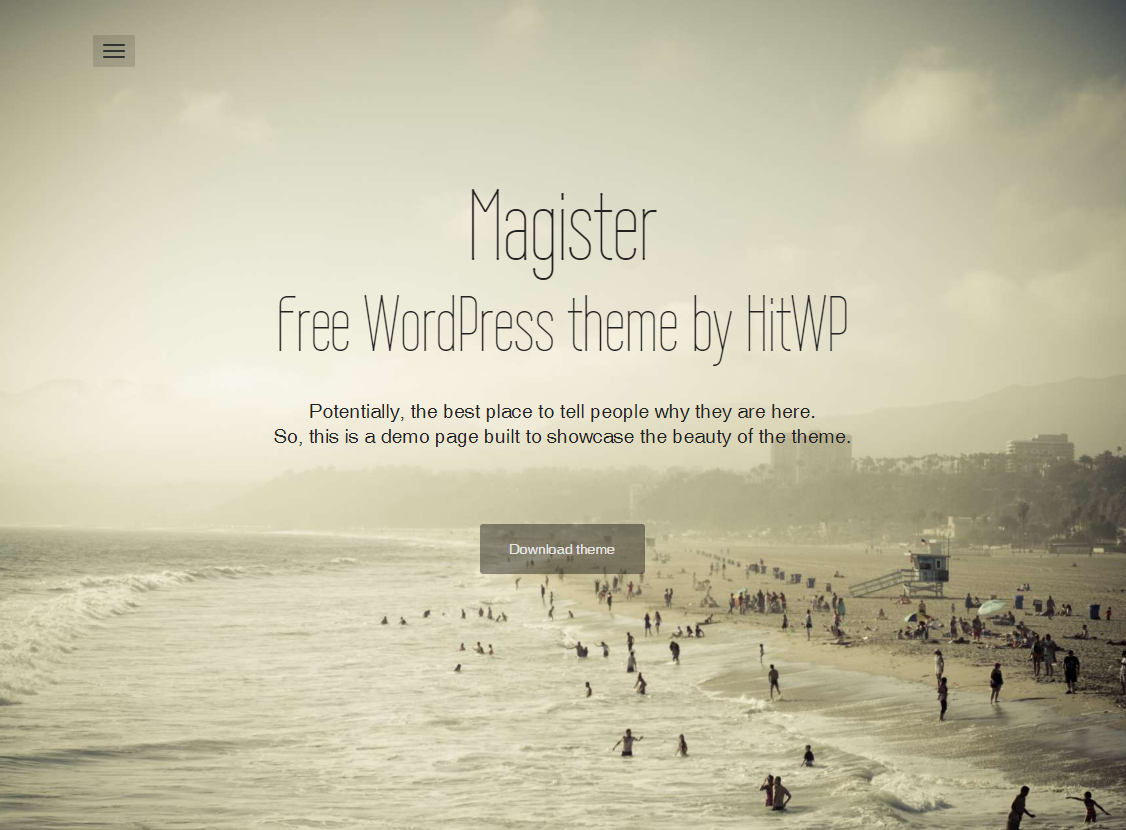 Magister
Free WordPress theme by HitWP
Potentially, the best place to tell people why they are here.
So, this is a demo page built to showcase the beauty of the theme.
Download theme